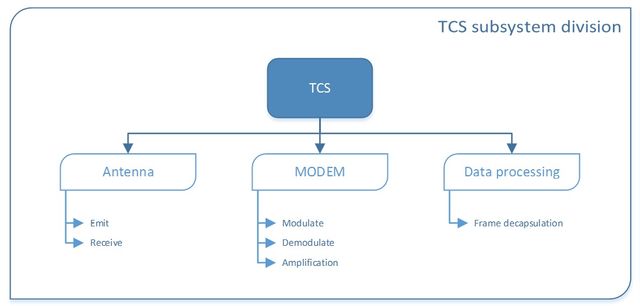 TCS subsystem division
TCS
Antenna
MODEM
Data processing
Emit
Receive
Modulate
Demodulate
Amplification
Frame decapsulation